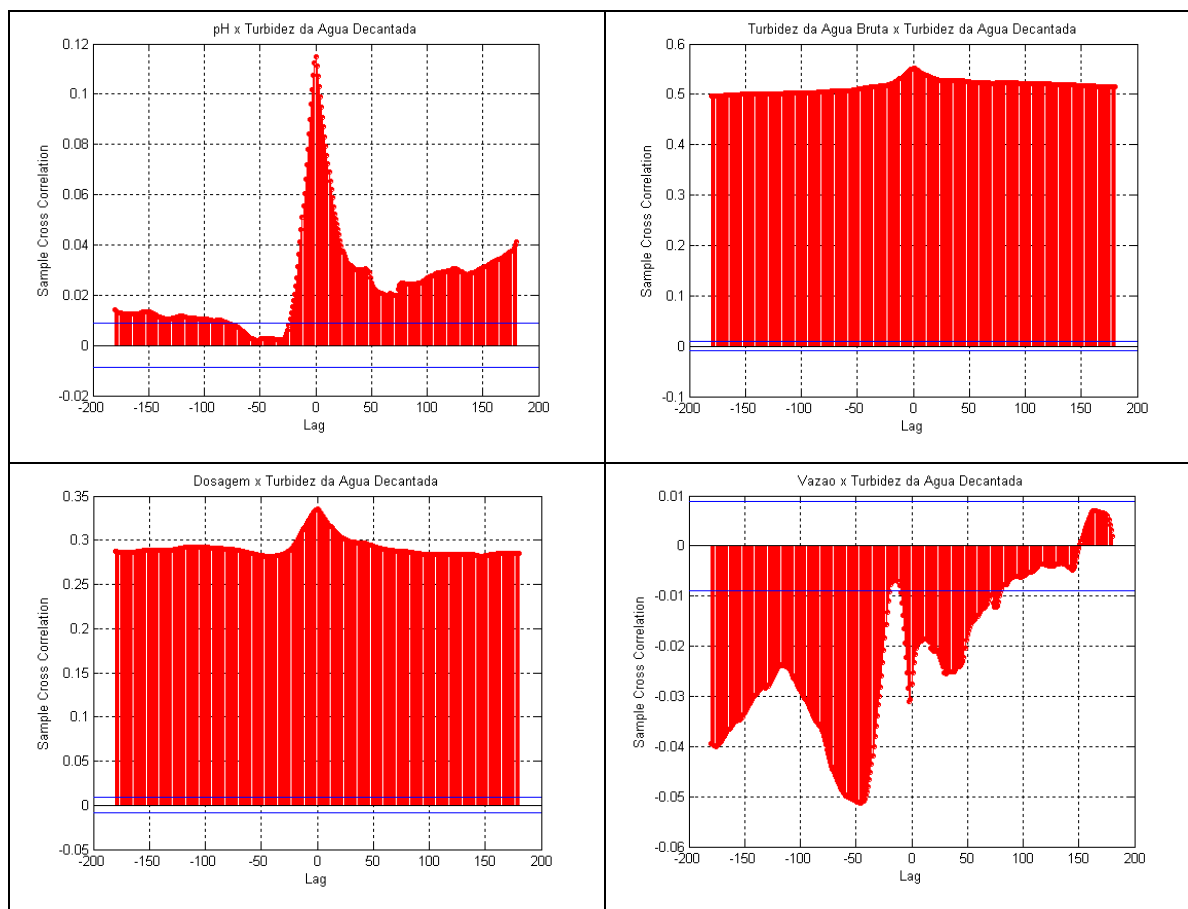 pH x Turbidez da Agua Decantada
0.12
0.1
0.08
0.06
0.04
0.02
0
-0.02
Sample Cross Correlation
-200 -150 -100 -50 0 50 100 150 200
Lag
Turbidez da Agua Bruta x Turbidez da Agua Decantada
0.6
0.5
0.4
0.3
0.2
0.1
0
-0.1
Sample Cross Correlation
-200 -150 -100 -50 0 50 100 150 200
Lag
Dosagem x Turbidez da Agua Decantada
0.35
0.3
0.25
0.2
0.15
0.1
0.05
0
-0.05
Sample Cross Correlation
-200 -150 -100 -50 0 50 100 150 200
Lag
Vazao x Turbidez da Agua Decantada
0.01
0
-0.01
-0.02
-0.03
-0.04
-0.05
-0.06
Sample Cross Correlation
-200 -150 -100 -50 0 50 100 150 200
Lag